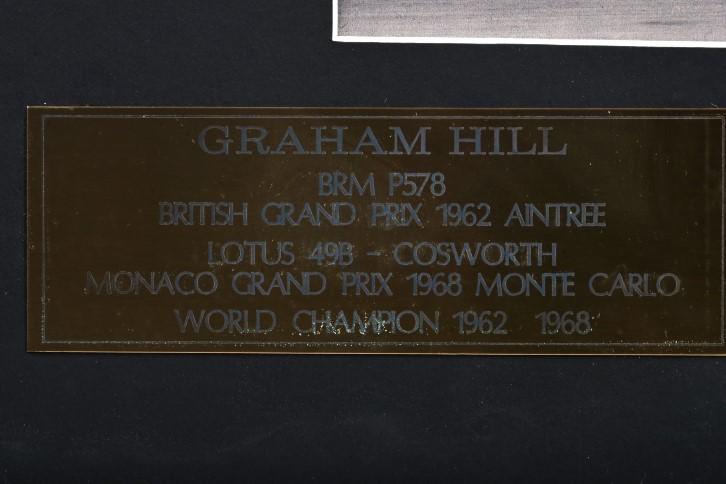 GRAHAM HILL
BRM P578
BRITISH GRAND PRIX 1962 AINTREE
LOTUS 49B - COSWORTH
MONACO GRAND PRIX 1968 MONTE CARLO
WORLD CHAMPION 1962 1968